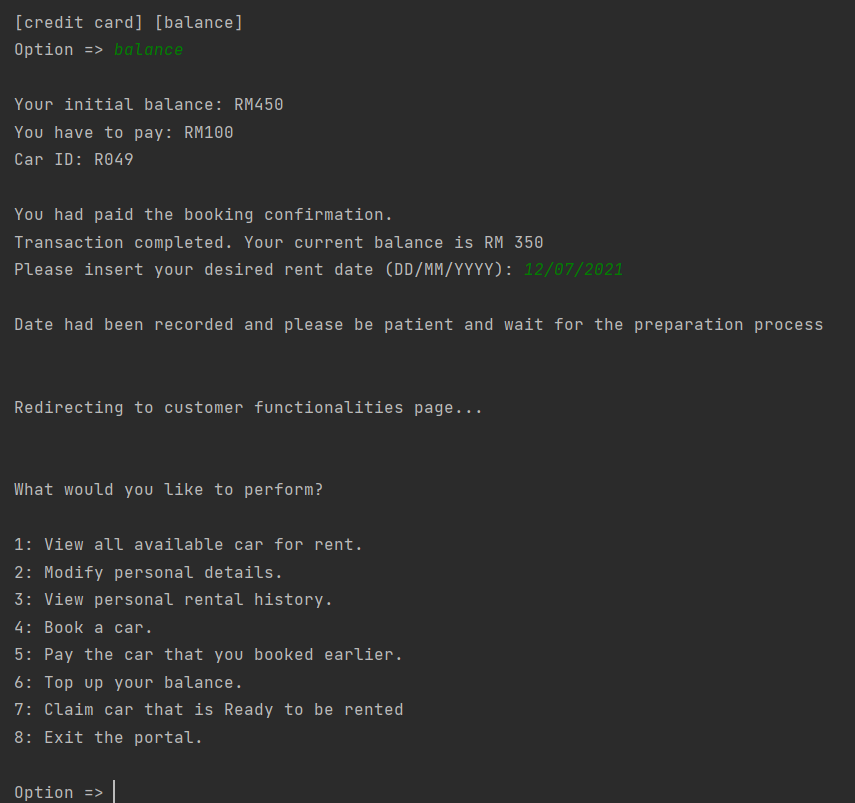 [credit card] [balance]
Option => balance
Your initial balance: RM450
You have to pay: RM100
Car ID: R049
You had paid the booking confirmation.
Transaction completed. Your current balance is RM 350
Please insert your desired rent date (DD/MM/YYYY): 12/07/2021
Date had been recorded and please be patient and wait for the preparation process
Redirecting to customer functionalities page...
What would you like to perform?
1: View all available car for rent.
2: Modify personal details.
3: View personal rental history.
4: Book a car.
5: Pay the car that you booked earlier.
6: Top up your balance.
7: Claim car that is Ready to be rented
8: Exit the portal.
Option =>